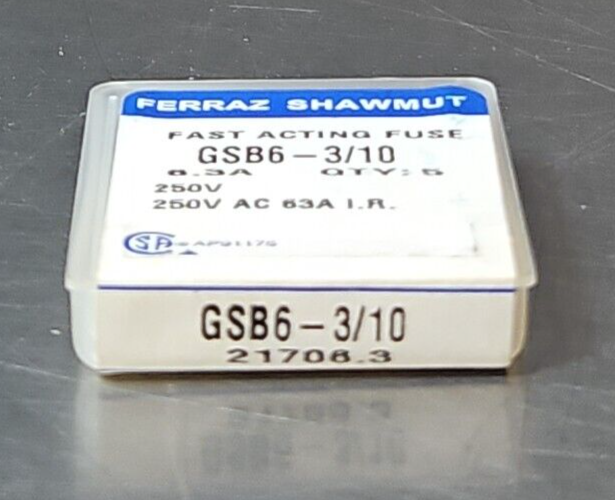 FERRAZ SHAWMUT
FAST ACTING FUSE
GSB6-3/10
6.3A QTY: 5
250V
250V AC 63A I.R.
GSB6-3/10
21706.3